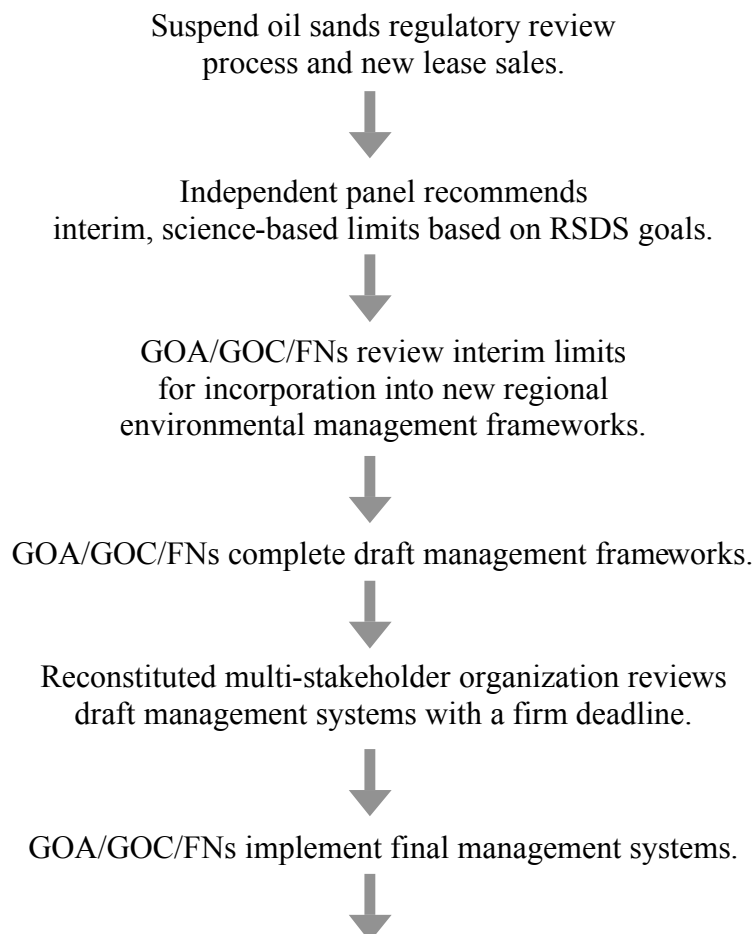 Suspend oil sands regulatory review
process and new lease sales.
Independent panel recommends
interim, science-based limits based on RSDS goals.
GOA/GOC/FNs review interim limits
for incorporation into new regional
environmental management frameworks.
GOA/GOC/FNs complete draft management frameworks.
Reconstituted multi-stakeholder organization reviews
draft management systems with a firm deadline.
GOA/GOC/FNs implement final management systems.